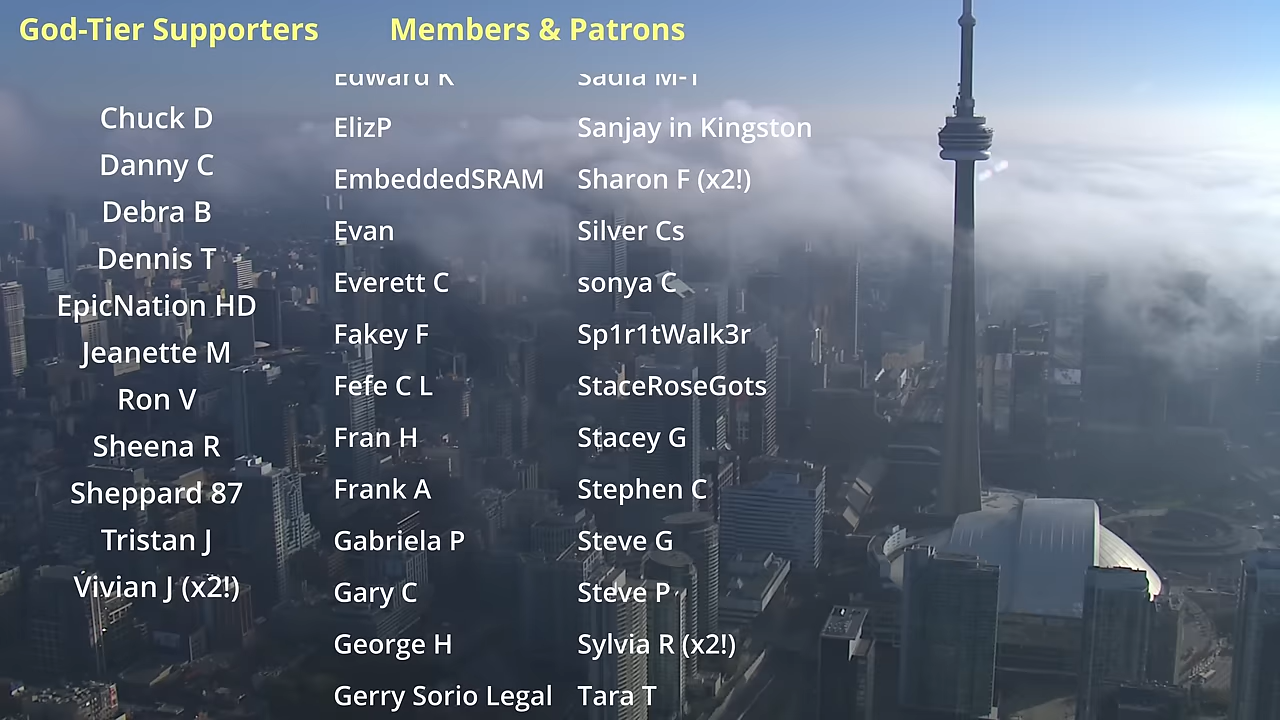 God-Tier Supporters
Chuck D
Danny C
Debra B
Dennis T
EpicNation HD
Jeanette M
Ron V
Sheena R
Sheppard 87
Tristan J
Vivian J (x2!)
Members & Patrons
Edward K
ElizP
EmbeddedSRAM
Evan
Everett C
Fakey F
Fefe C L
Fran H
Frank A
Gabriela P
Gary C
George H
Gerry Sorio Legal
Sadia M-T
Sanjay in Kingston
Sharon F (x2!)
Silver Cs
sonya C
Sp1r1tWalk3r
StaceRoseGots
Stacey G
Stephen C
Steve G
Steve P
Sylvia R (x2!)
Tara T